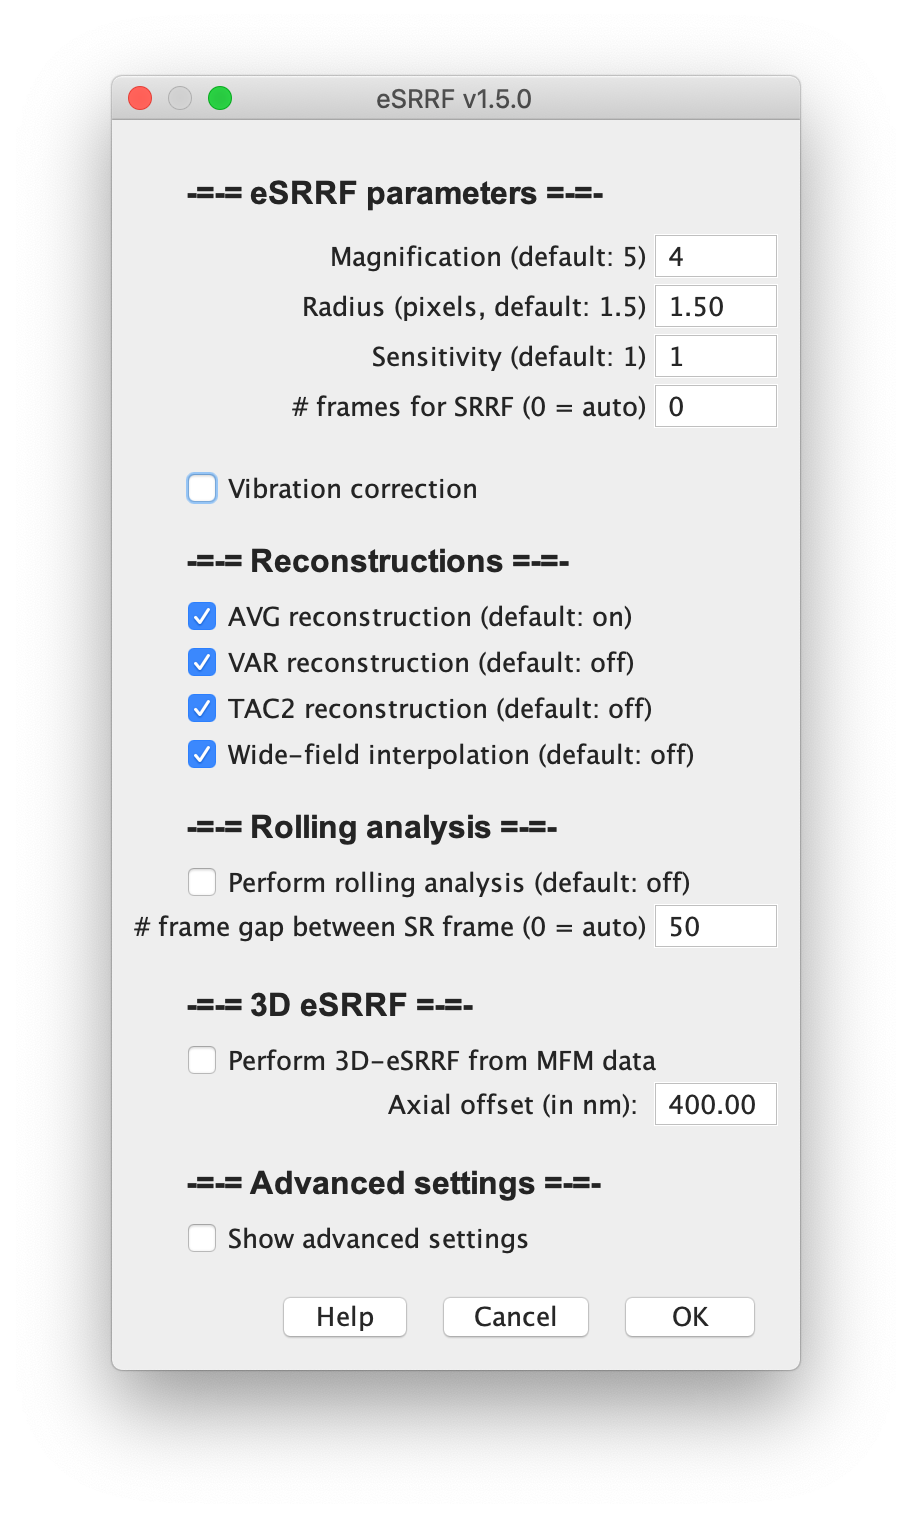 eSRRF v1.5.0
-=-= eSRRF parameters =-=-
Magnification (default: 5) 4
Radius (pixels, default: 1.5) 1.50
Sensitivity (default: 1) 1
# frames for SRRF (0 = auto) 0
Vibration correction
-=-= Reconstructions =-=-
AVG reconstruction (default: on)
VAR reconstruction (default: off)
TAC2 reconstruction (default: off)
Wide-field interpolation (default: off)
-=-= Rolling analysis =-=-
Perform rolling analysis (default: off)
# frame gap between SR frame (0 = auto) 50
-=-= 3D eSRRF =-=-
Perform 3D-eSRRF from MFM data
Axial offset (in nm): 400.00
-=-= Advanced settings =-=-
Show advanced settings
Help Cancel OK